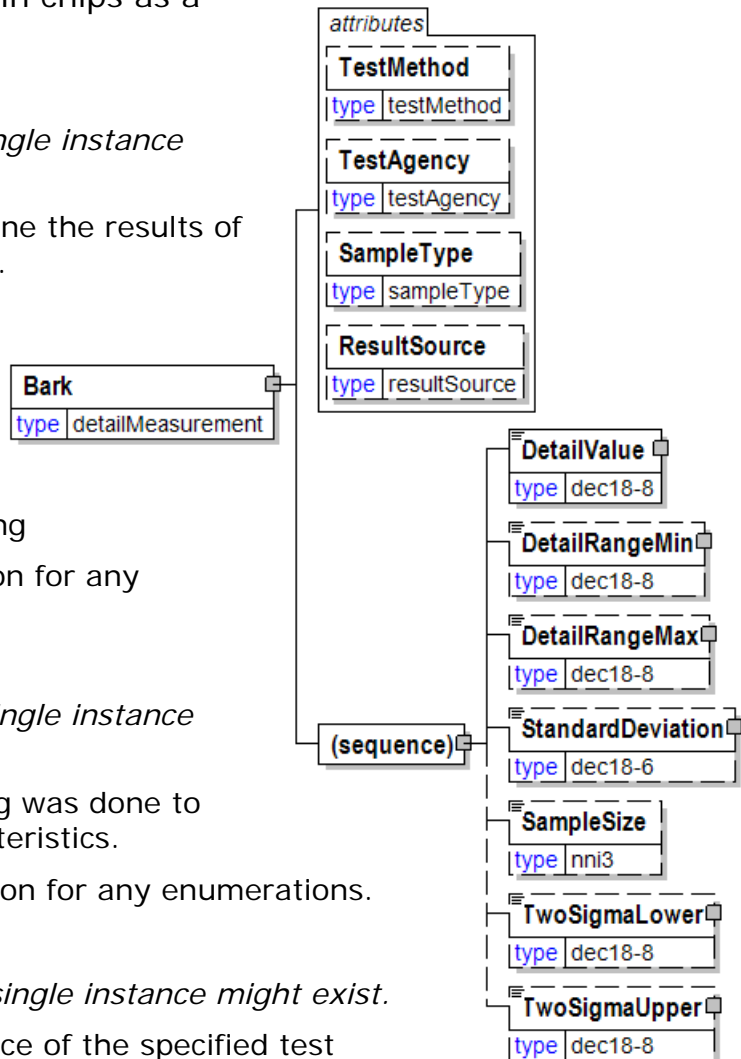 in chips as a
attributes
TestMethod
type testMethod
ngle instance
TestAgency
type testAgency
ne the results of
.
SampleType
type sampleType
ResultSource
type resultSource
Bark
type detailMeasurement
DetailValue
type dec18-8
ng
on for any
DetailRangeMin
type dec18-8
DetailRangeMax
type dec18-8
ingle instance
(sequence)
StandardDeviation
type dec18-6
g was done to
teristics.
SampleSize
type nni3
on for any enumerations.
TwoSigmaLower
type dec18-8
single instance might exist.
TwoSigmaUpper
type dec18-8
ce of the specified test